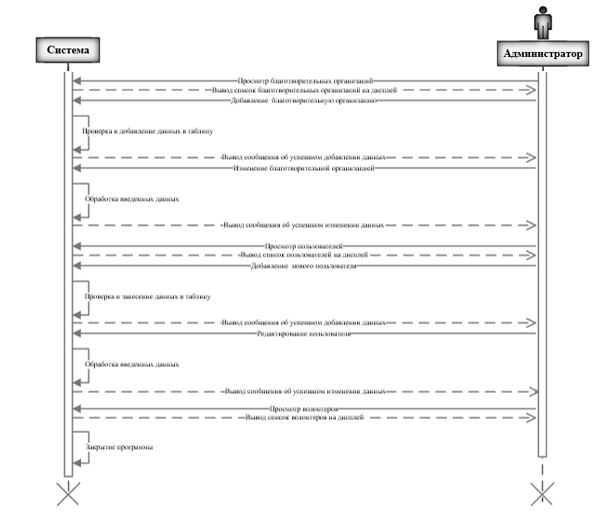 Система
Администратор
Просмотр благотворительных организаций
Вывод список благотворительных организаций на дисплей
Добавление благотворительную организацию
Проверка и добавление данных в таблицу
Вывод сообщения об успешном добавлении данных
Изменение благотворительной организацией
Обработка введенных данных
Вывод сообщения об успешном изменении данных
Просмотр пользователей
Вывод список пользователей на дисплей
Добавление нового пользователя
Проверка и занесение данных в таблицу
Вывод сообщения об успешном добавлении данных
Редактирование пользователя
Обработка введенных данных
Вывод сообщения об успешном изменении данных
Просмотр волонтеров
Вывод список волонтеров на дисплей
Закрытие программы